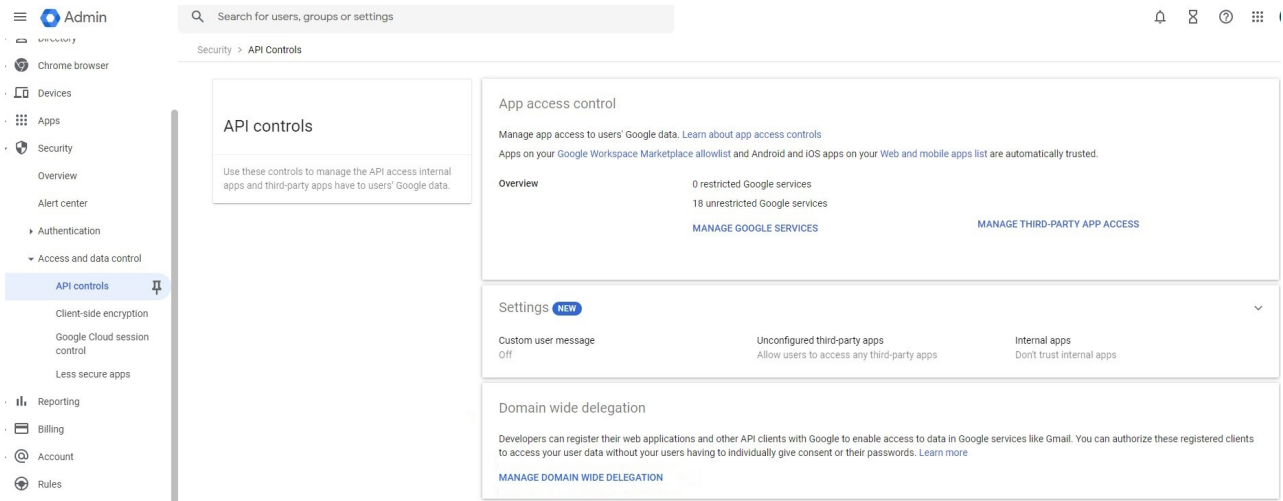 Admin
Search for users, groups or settings
Directory
Chrome browser
Devices
Apps
Security
Overview
Alert center
Authentication
Access and data control
API controls
Client-side encryption
Google Cloud session
control
Less secure apps
Reporting
Billing
Account
Rules
Security > API Controls
API controls
Use these controls to manage the API access internal
apps and third-party apps have to users' Google data.
App access control
Manage app access to users' Google data. Learn about app access controls
Apps on your Google Workspace Marketplace allowlist and Android and iOS apps on your Web and mobile apps list are automatically trusted.
Overview
0 restricted Google services
18 unrestricted Google services
MANAGE GOOGLE SERVICES
MANAGE THIRD-PARTY APP ACCESS
Settings NEW
Custom user message
Off
Unconfigured third-party apps
Allow users to access any third-party apps
Internal apps
Don't trust internal apps
Domain wide delegation
Developers can register their web applications and other API clients with Google to enable access to data in Google services like Gmail. You can authorize these registered clients
to access your user data without your users having to individually give consent or their passwords. Learn more
MANAGE DOMAIN WIDE DELEGATION